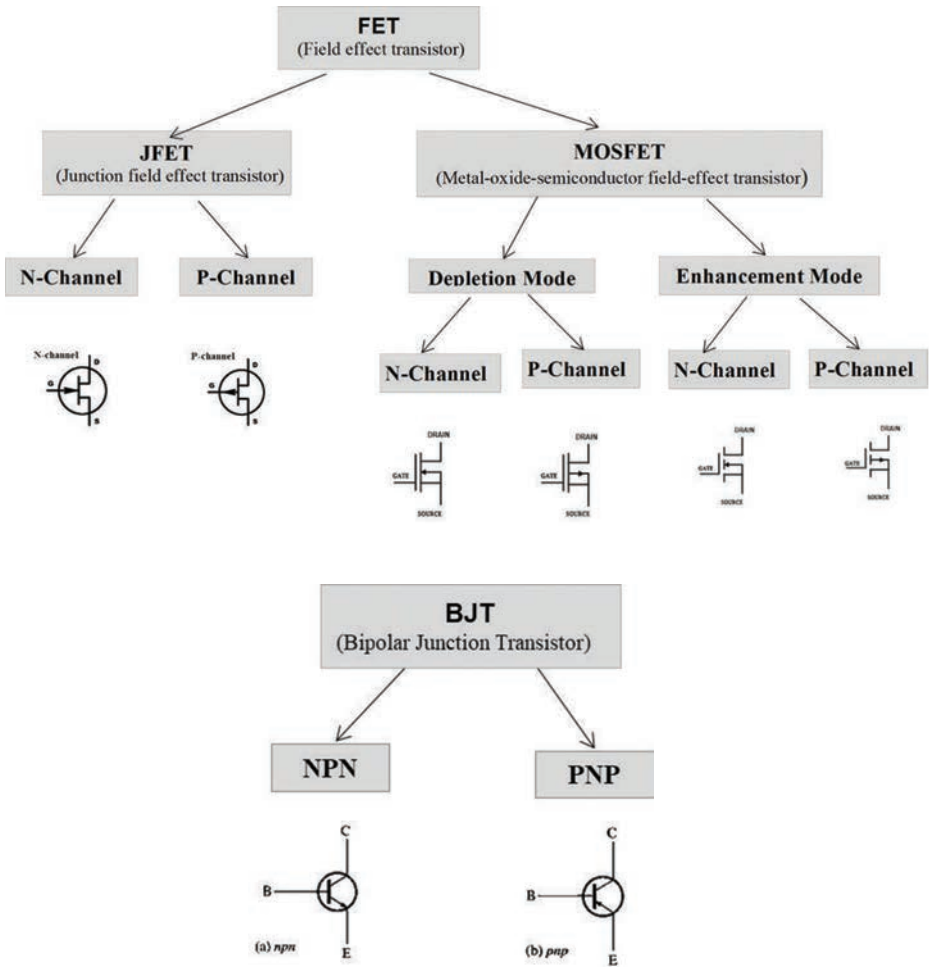 FET
(Field effect transistor)
JFET
(Junction field effect transistor)
MOSFET
(Metal-oxide-semiconductor field-effect transistor)
N-Channel
P-Channel
Depletion Mode
Enhancement Mode
N-channel
D
G
S
P-channel
D
G
S
N-Channel
P-Channel
N-Channel
P-Channel
DRAIN
GATE
SOURCE
DRAIN
GATE
SOURCE
DRAIN
GATE
SOURCE
DRAIN
GATE
SOURCE
BJT
(Bipolar Junction Transistor)
NPN
PNP
C
B
(a) npn
E
C
B
(b) pnp
E